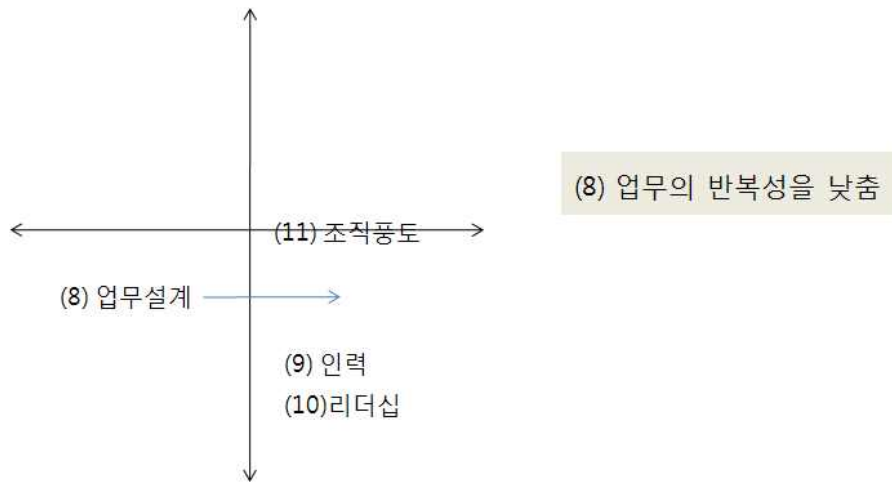 (8) 업무의 반복성을 낮춤
(11) 조직풍토
(8) 업무설계
(9) 인력
(10)리더십